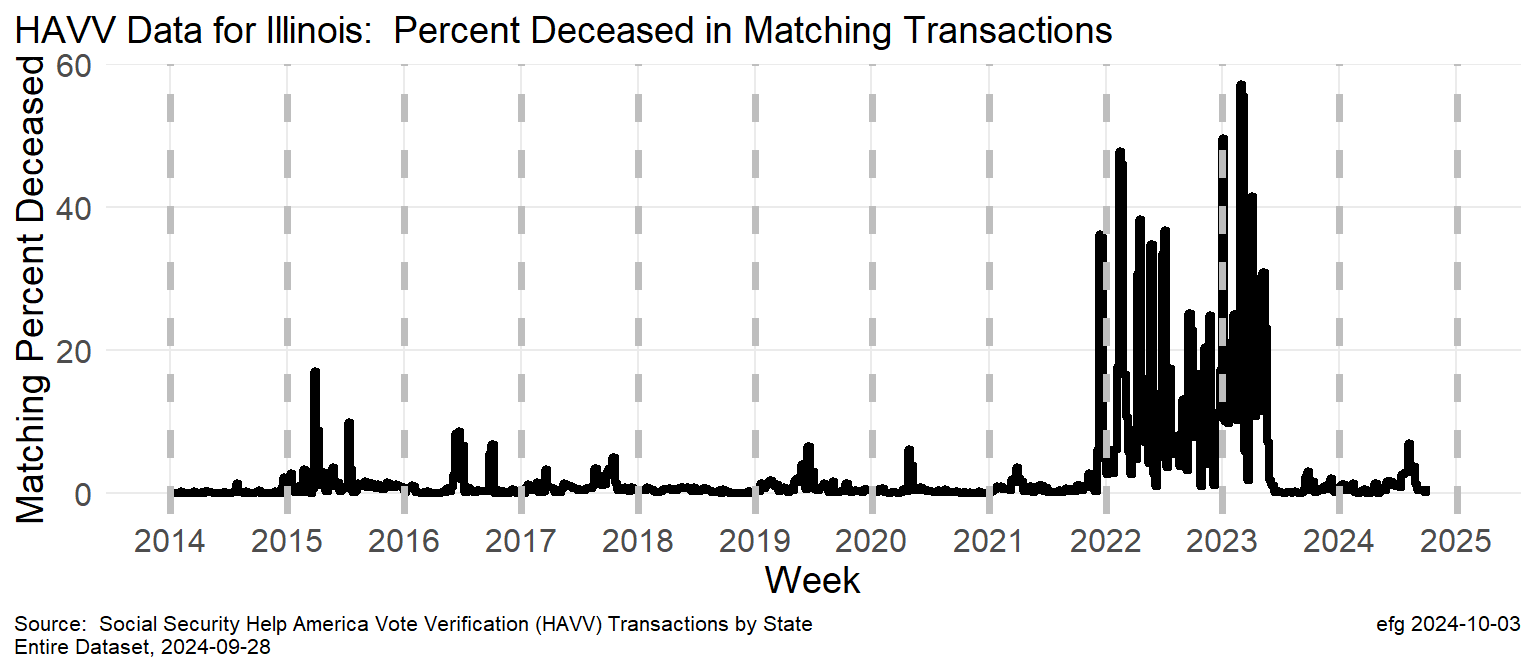 HAVV Data for Illinois:  Percent Deceased in Matching Transactions
Matching Percent Deceased
60
40
20
0
2014 2015 2016 2017 2018 2019 2020 2021 2022 2023 2024 2025
Week
Source:  Social Security Help America Vote Verification (HAVV) Transactions by State
Entire Dataset, 2024-09-28
efg 2024-10-03